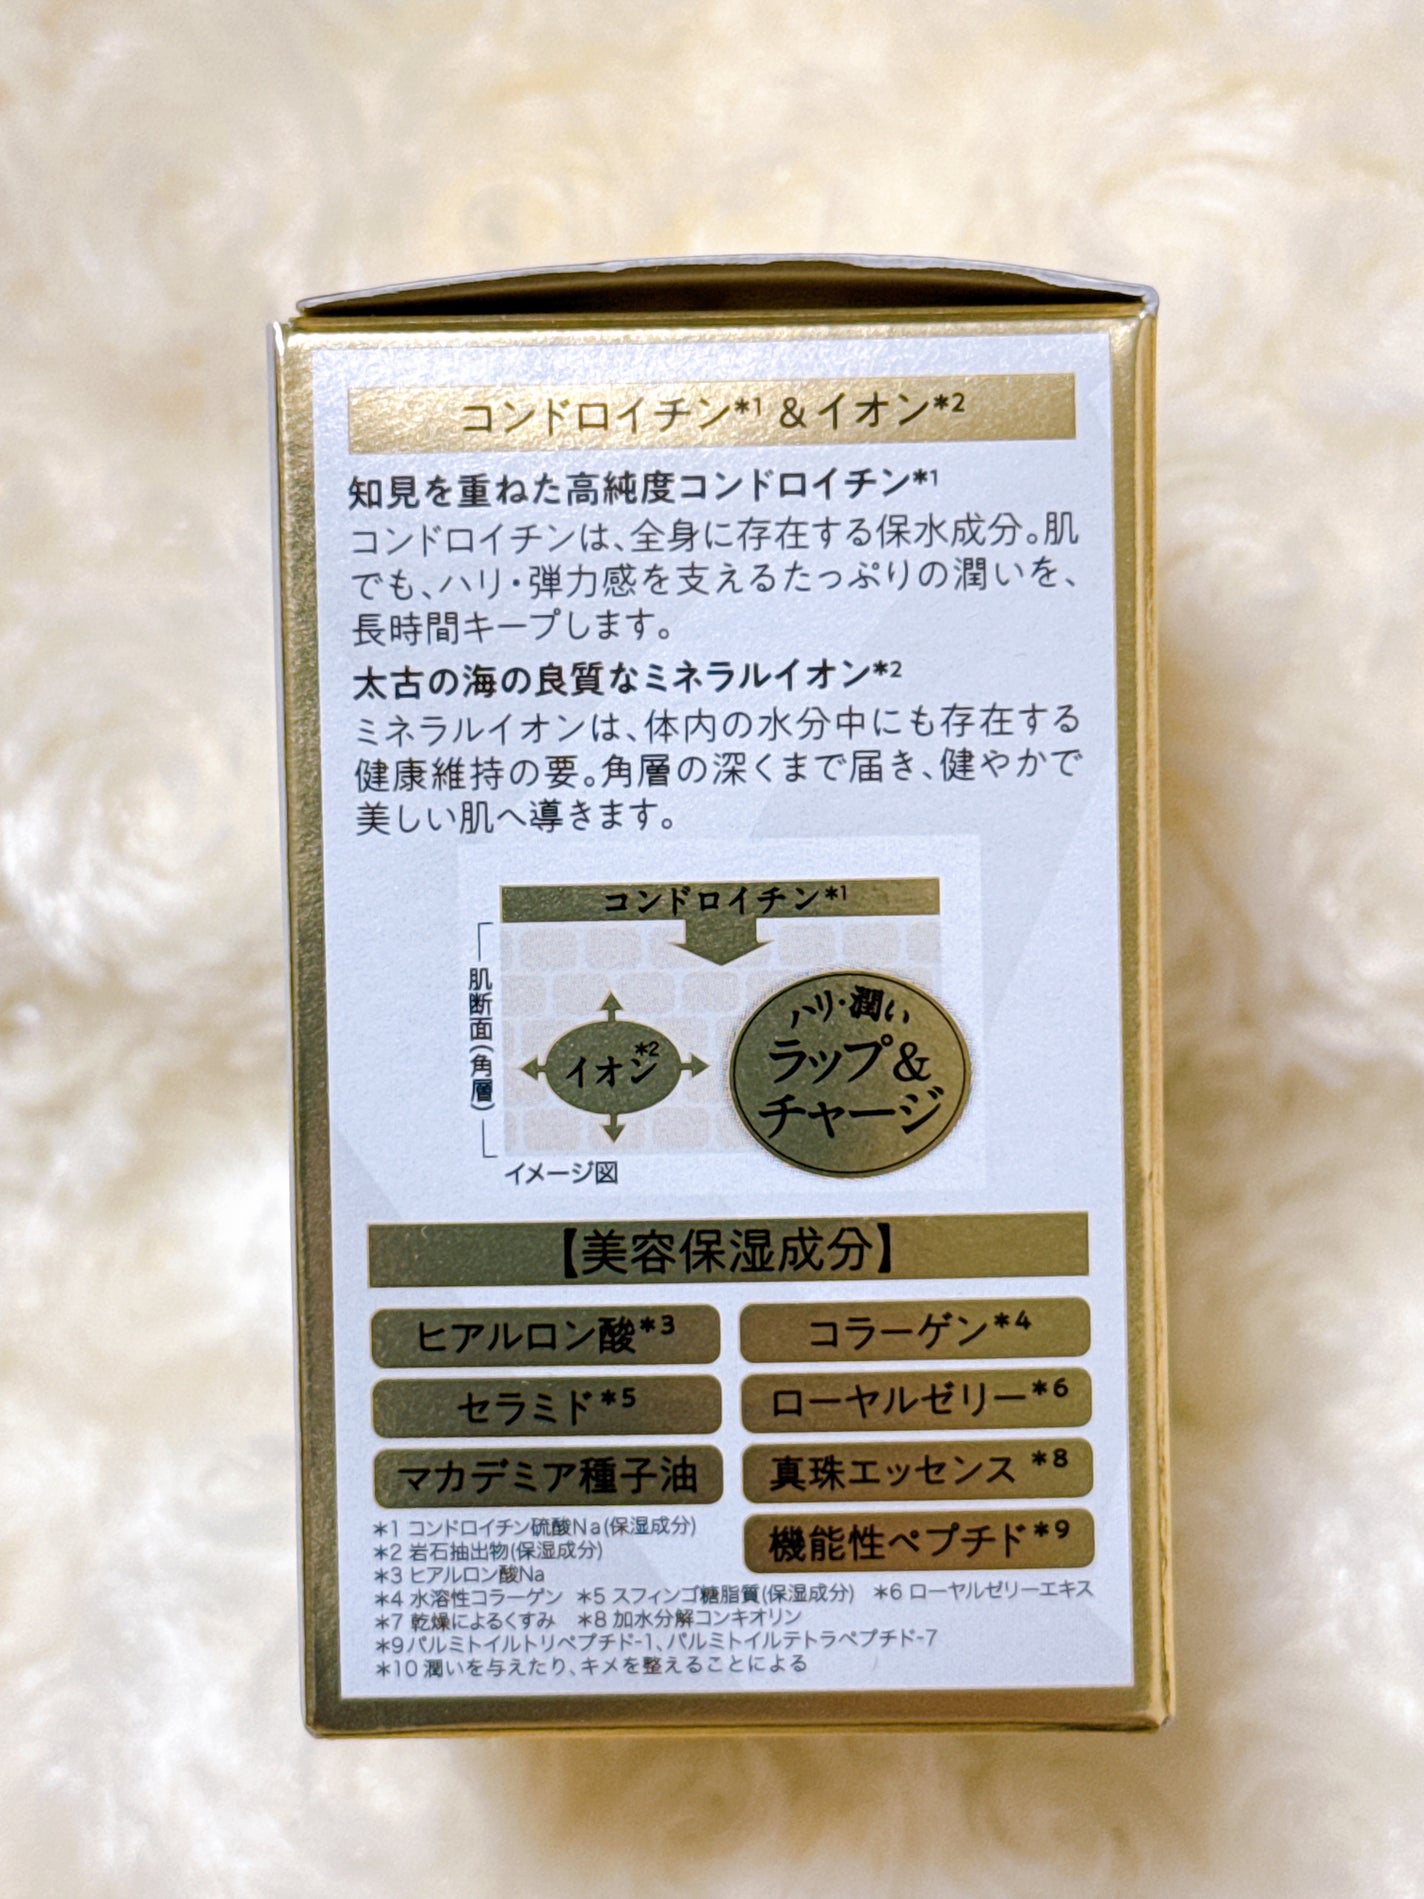 コンドロイチン*1 &イオン*2
知見を重ねた高純度コンドロイチン*1
コンドロイチンは、全身に存在する保水成分。肌
でも、ハリ・弾力感を支えるたっぷりの潤いを、
長時間キープします。
太古の海の良質なミネラルイオン*2
ミネラルイオンは、体内の水分中にも存在する
健康維持の要。角層の深くまで届き、健やかで
美しい肌へ導きます。
コンドロイチン*1
肌断面(角層)
イオン*2
ハリ・潤い
ラップ&
チャージ
イメージ図
【美容保湿成分】
ヒアルロン酸*3
コラーゲン*4
セラミド*5
ローヤルゼリー*6
マカデミア種子油
真珠エッセンス*8
機能性ペプチド*9
*1 コンドロイチン硫酸Na(保湿成分)
*2 岩石抽出物(保湿成分)
*3 ヒアルロン酸Na
*4 水溶性コラーゲン *5 スフィンゴ糖脂質(保湿成分) *6 ローヤルゼリーエキス
*7 乾燥によるくすみ *8 加水分解コンキオリン
*9パルミトイルトリペプチド-1、パルミトイルテトラペプチド-7
*10 潤いを与えたり、キメを整えることによる